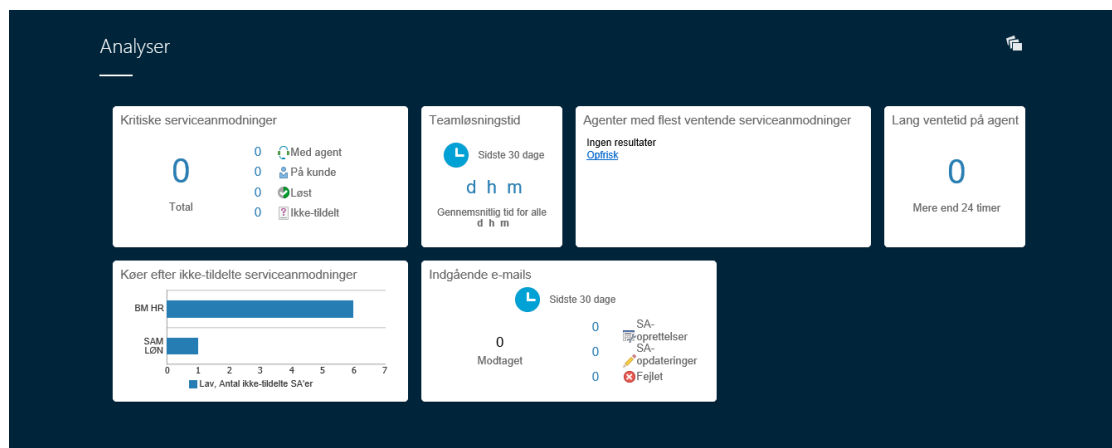 Analyser
Kritiske serviceanmodninger
0
Total
0 Med agent
0 På kunde
0 Løst
0 Ikke-tildelt
Teamløsningstid
Sidste 30 dage
d h m
Gennemsnitlig tid for alle
d h m
Agenter med flest ventende serviceanmodninger
Ingen resultater
Opfrisk
Lang ventetid på agent
0
Mere end 24 timer
Køer efter ikke-tildelte serviceanmodninger
BM HR
SAM
LØN
0 1 2 3 4 5 6 7
Lav, Antal ikke-tildelte SA'er
Indgående e-mails
Sidste 30 dage
0
Modtaget
0 SA-
oprettelser
0 SA-
opdateringer
0 Fejlet